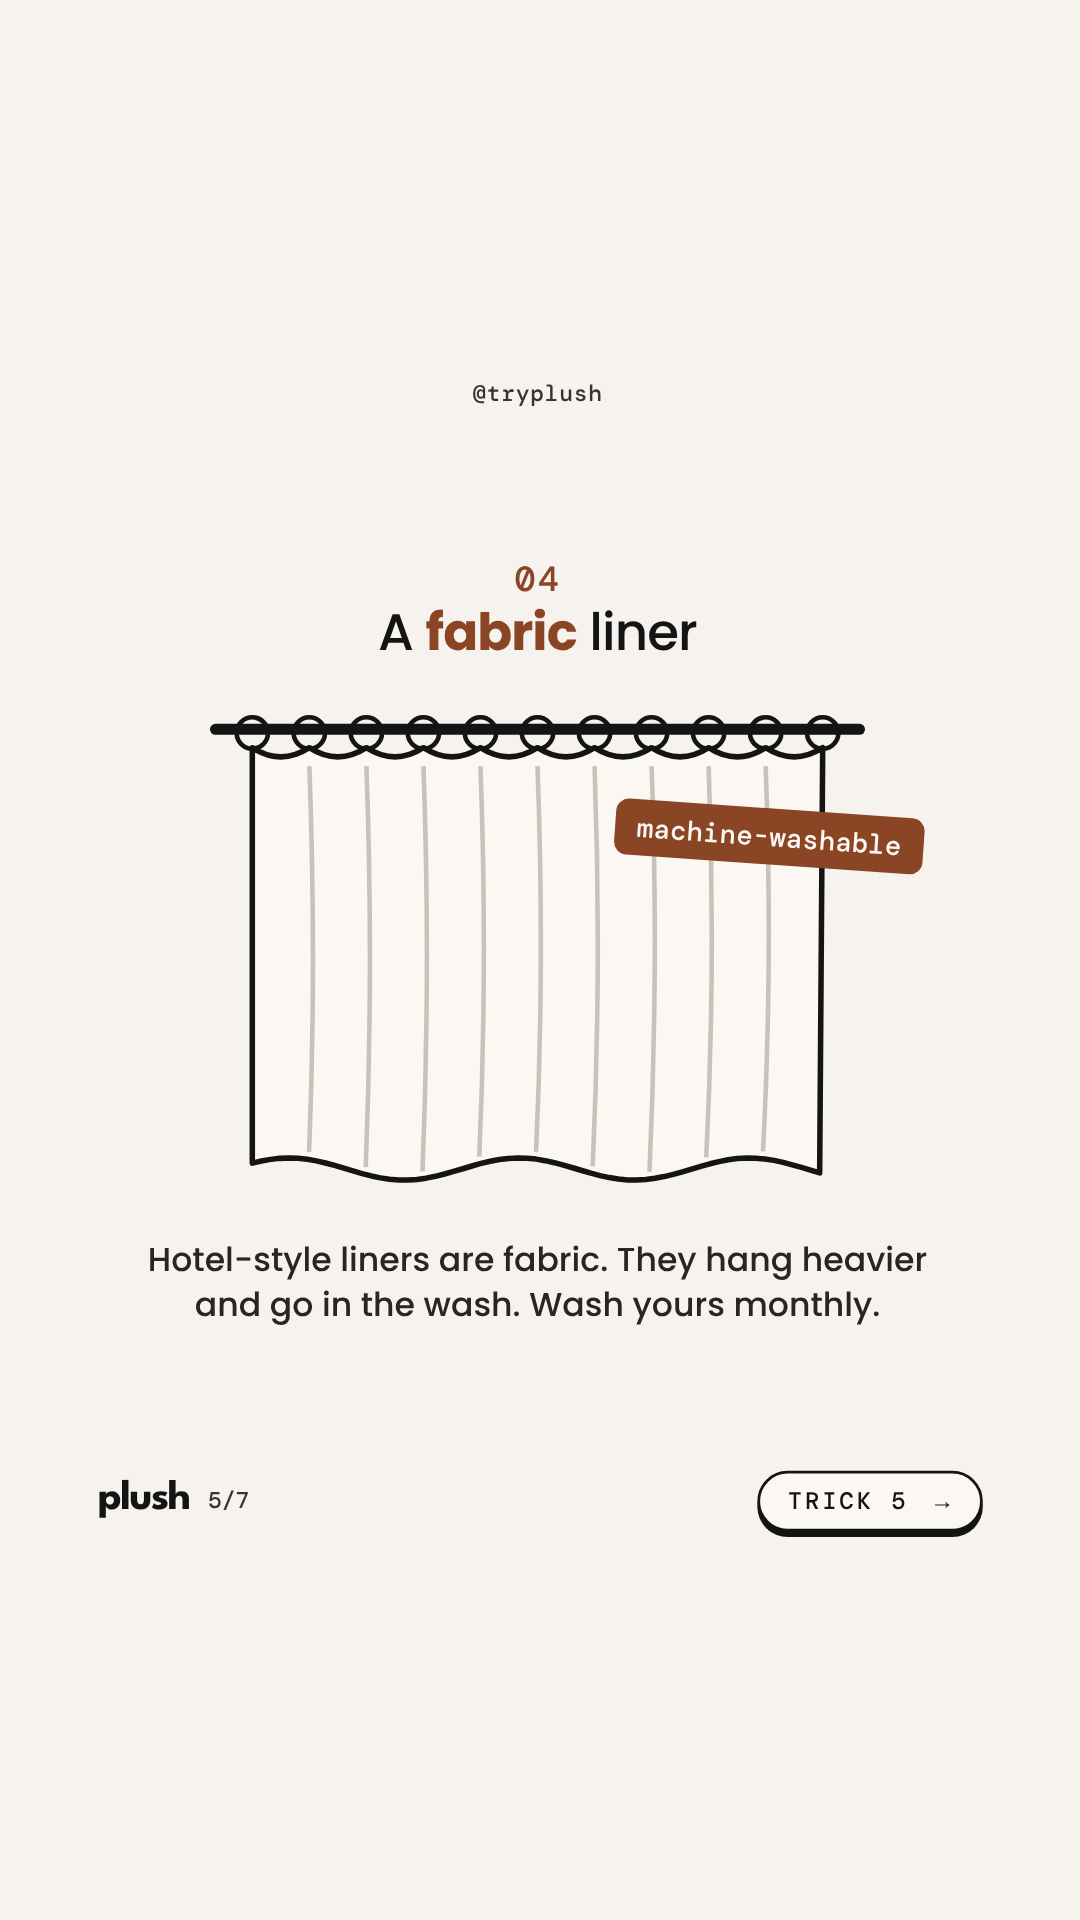 @tryplush
04
A fabric liner
machine-washable
Hotel-style liners are fabric. They hang heavier
and go in the wash. Wash yours monthly.
plush 5/7
TRICK 5 →